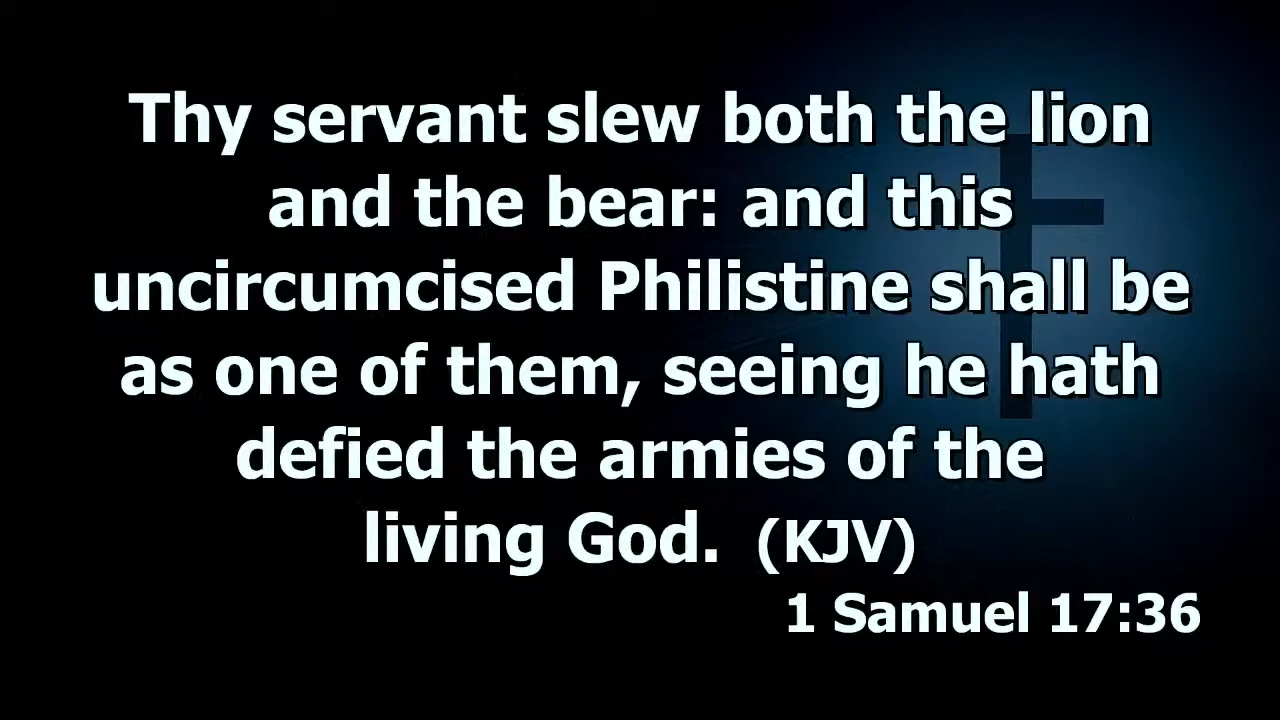 Thy servant slew both the lion
and the bear: and this
uncircumcised Philistine shall be
as one of them, seeing he hath
defied the armies of the
living God. (KJV)
1 Samuel 17:36